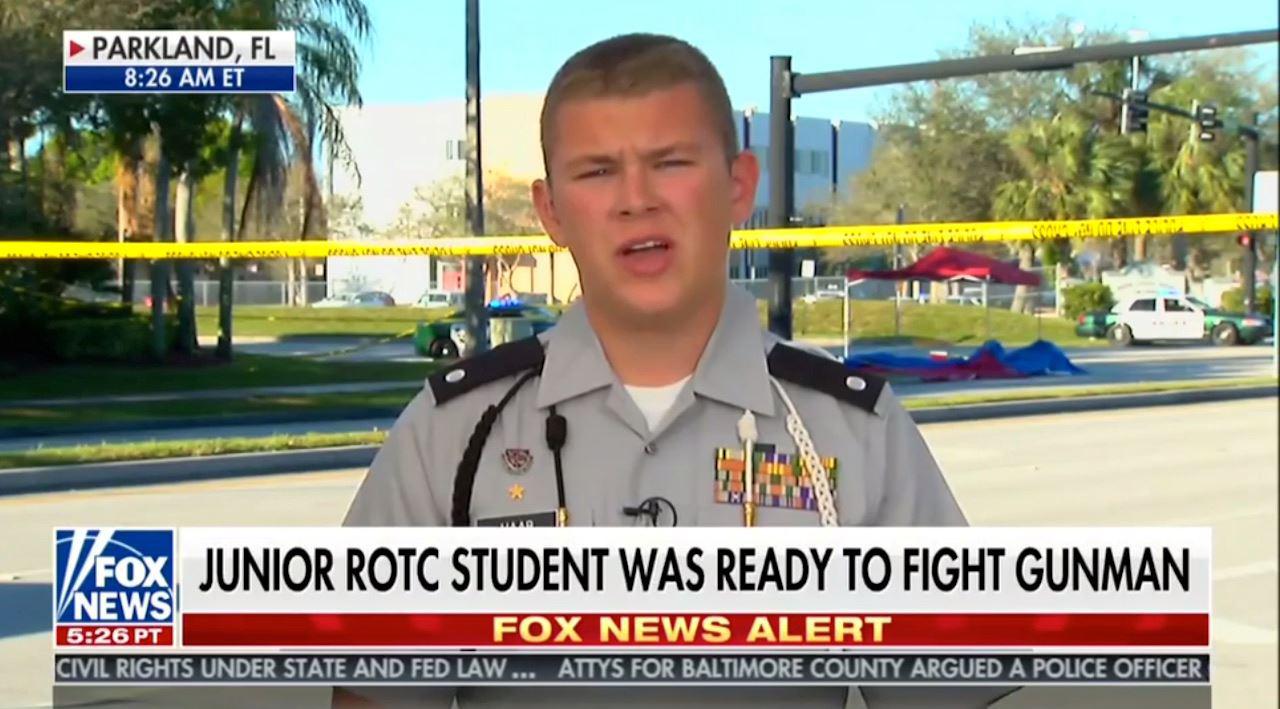 PARKLAND, FL
8:26 AM ET
HAAR
JUNIOR ROTC STUDENT WAS READY TO FIGHT GUNMAN
FOX
NEWS
5:26 PT
FOX NEWS ALERT
CIVIL RIGHTS UNDER STATE AND FED LAW... ATTYS FOR BALTIMORE COUNTY ARGUED A POLICE OFFICER